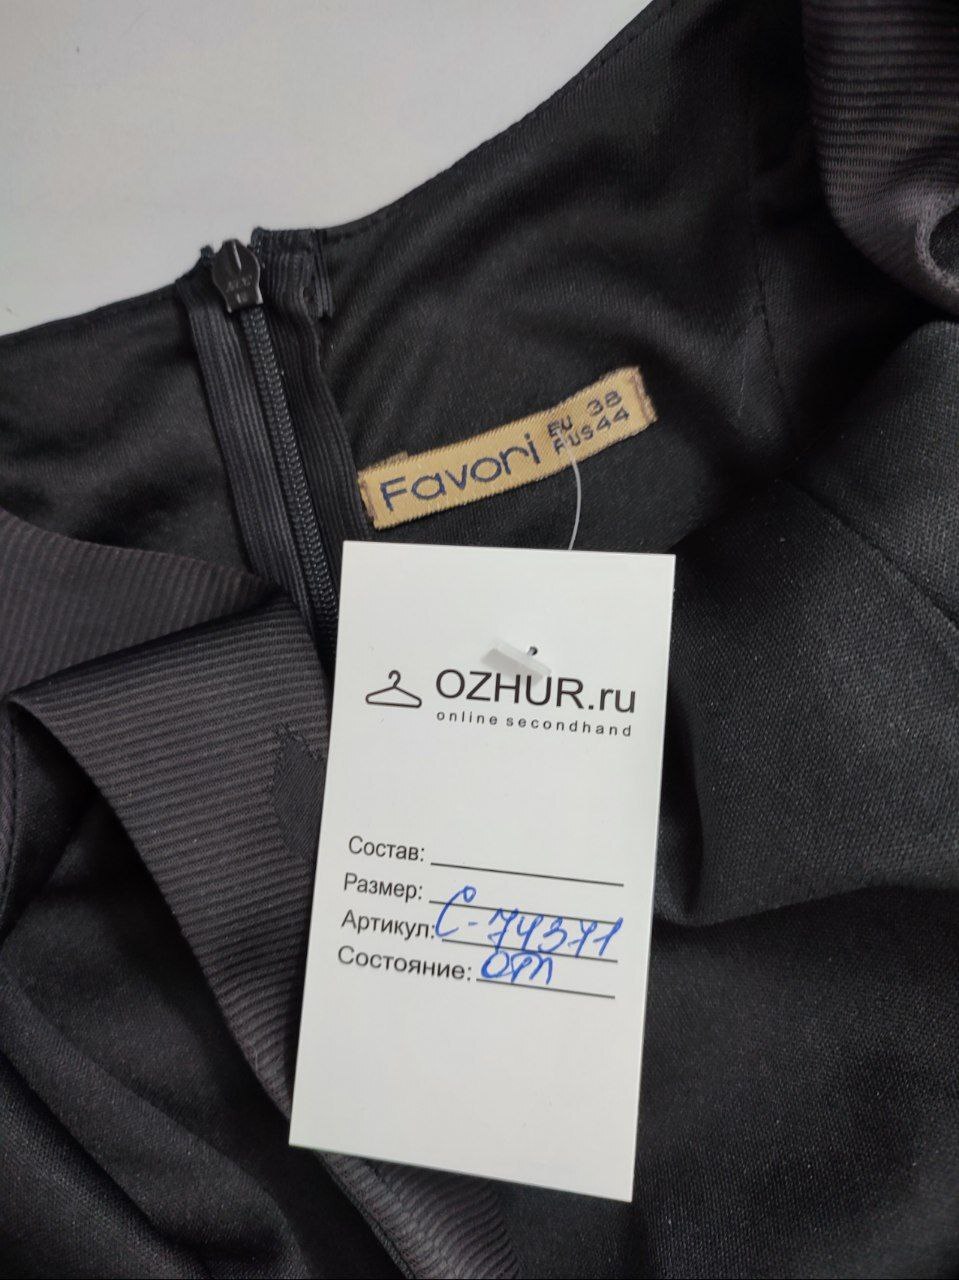 Favori
EU 38
RUS 44
OZHUR.ru
online secondhand
Состав:
Размер:
Артикул: С-74371
Состояние: отл